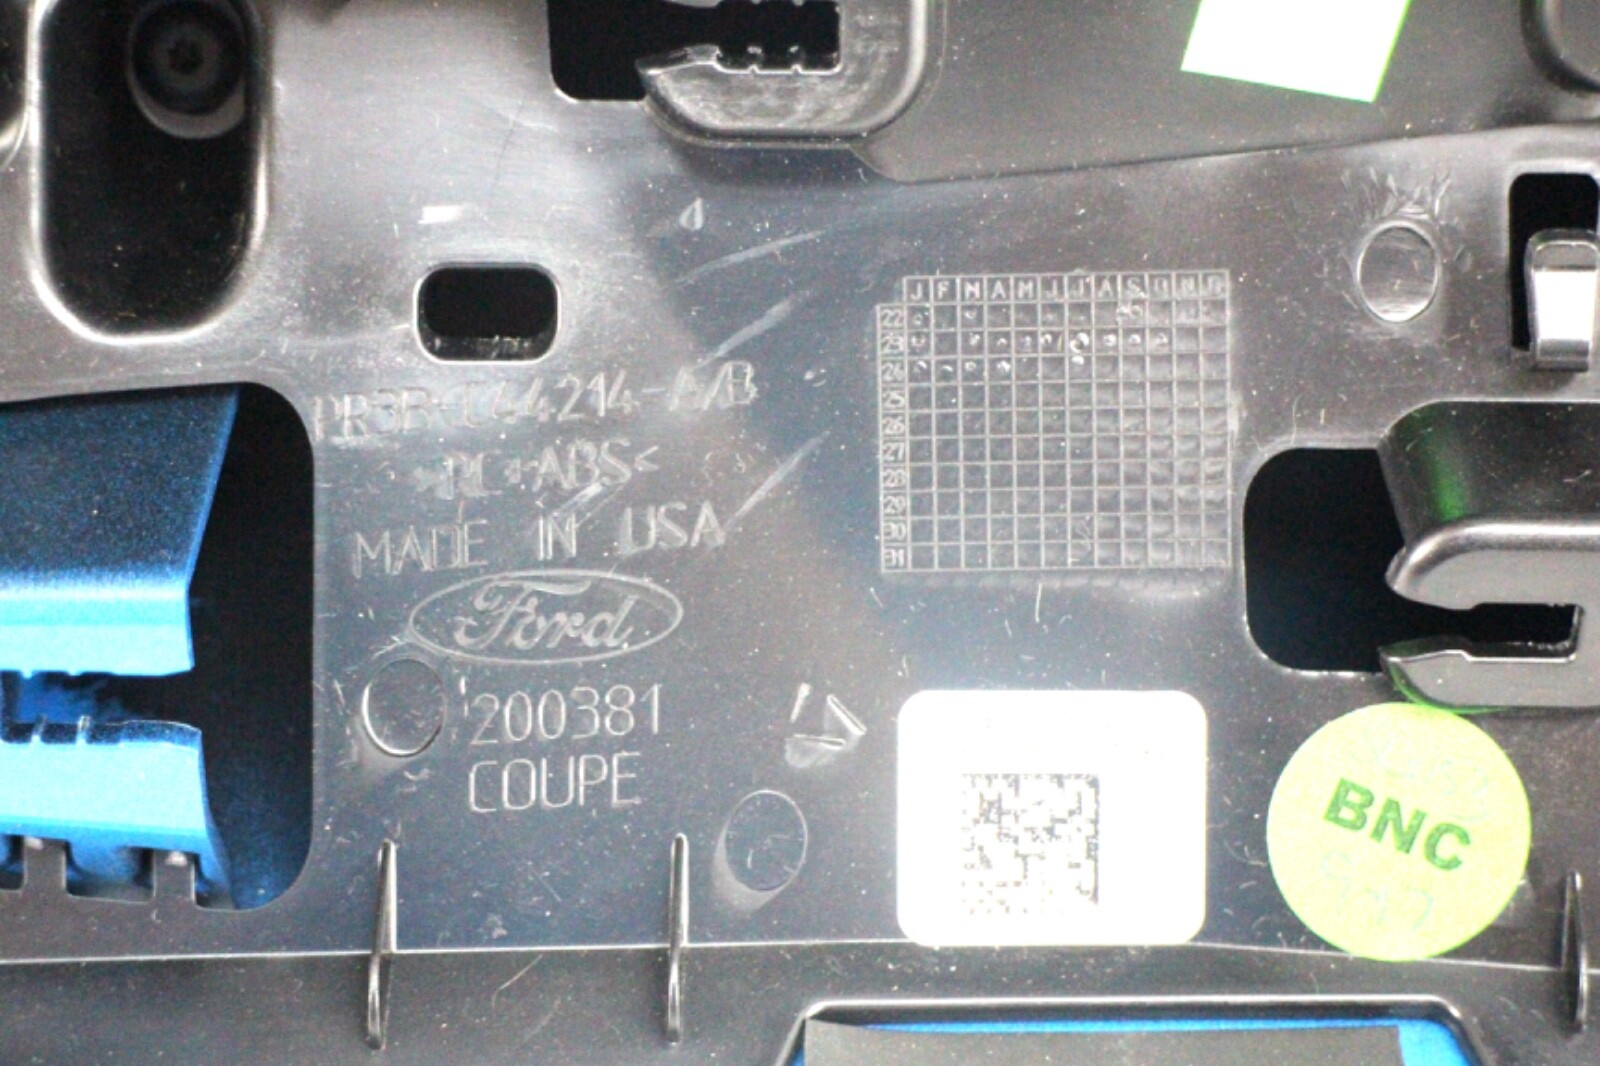 PR3B-C44214-A/B
>PC+ABS<
MADE IN USA
Ford
200381
COUPE
J F M A M J J A S O N D
22
23
24
25
26
27
28
29
30
31
BNC